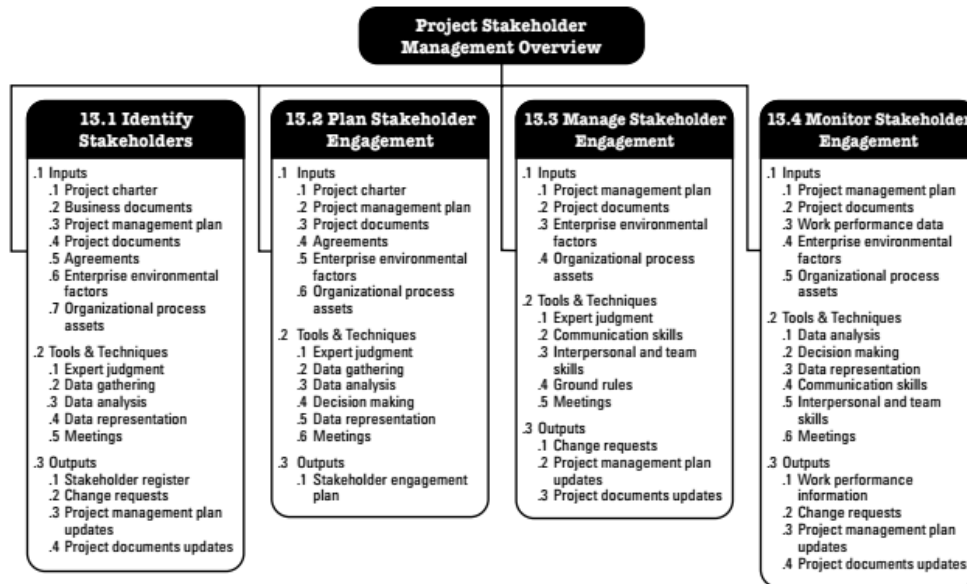 Project Stakeholder
Management Overview
13.1 Identify
Stakeholders
.1 Inputs
.1 Project charter
.2 Business documents
.3 Project management plan
.4 Project documents
.5 Agreements
.6 Enterprise environmental
factors
.7 Organizational process
assets
.2 Tools & Techniques
.1 Expert judgment
.2 Data gathering
.3 Data analysis
.4 Data representation
.5 Meetings
.3 Outputs
.1 Stakeholder register
.2 Change requests
.3 Project management plan
updates
.4 Project documents updates
13.2 Plan Stakeholder
Engagement
.1 Inputs
.1 Project charter
.2 Project management plan
.3 Project documents
.4 Agreements
.5 Enterprise environmental
factors
.6 Organizational process
assets
.2 Tools & Techniques
.1 Expert judgment
.2 Data gathering
.3 Data analysis
.4 Decision making
.5 Data representation
.6 Meetings
.3 Outputs
.1 Stakeholder engagement
plan
13.3 Manage Stakeholder
Engagement
.1 Inputs
.1 Project management plan
.2 Project documents
.3 Enterprise environmental
factors
.4 Organizational process
assets
.2 Tools & Techniques
.1 Expert judgment
.2 Communication skills
.3 Interpersonal and team
skills
.4 Ground rules
.5 Meetings
.3 Outputs
.1 Change requests
.2 Project management plan
updates
.3 Project documents updates
13.4 Monitor Stakeholder
Engagement
.1 Inputs
.1 Project management plan
.2 Project documents
.3 Work performance data
.4 Enterprise environmental
factors
.5 Organizational process
assets
.2 Tools & Techniques
.1 Data analysis
.2 Decision making
.3 Data representation
.4 Communication skills
.5 Interpersonal and team
skills
.6 Meetings
.3 Outputs
.1 Work performance
information
.2 Change requests
.3 Project management plan
updates
.4 Project documents updates